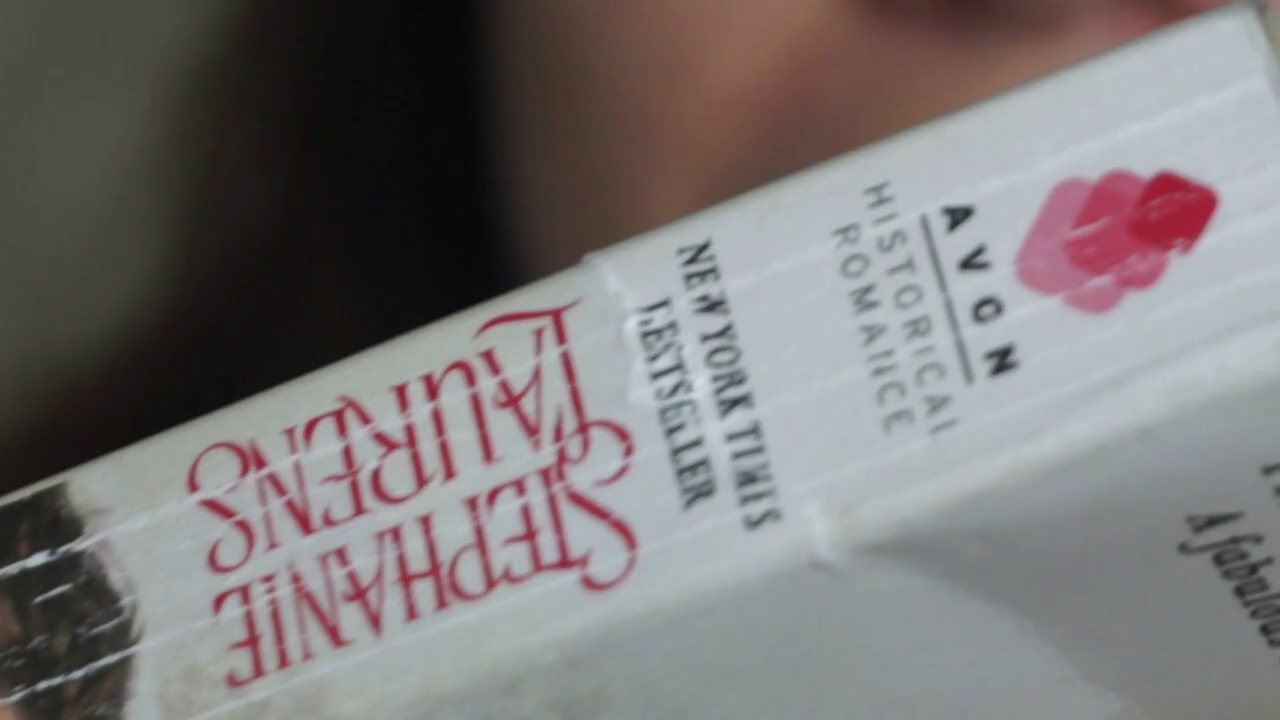 AVON
HISTORICAL
ROMANCE
NEW YORK TIMES
BESTSELLER
STEPHANIE
LAURENS
A fabulous